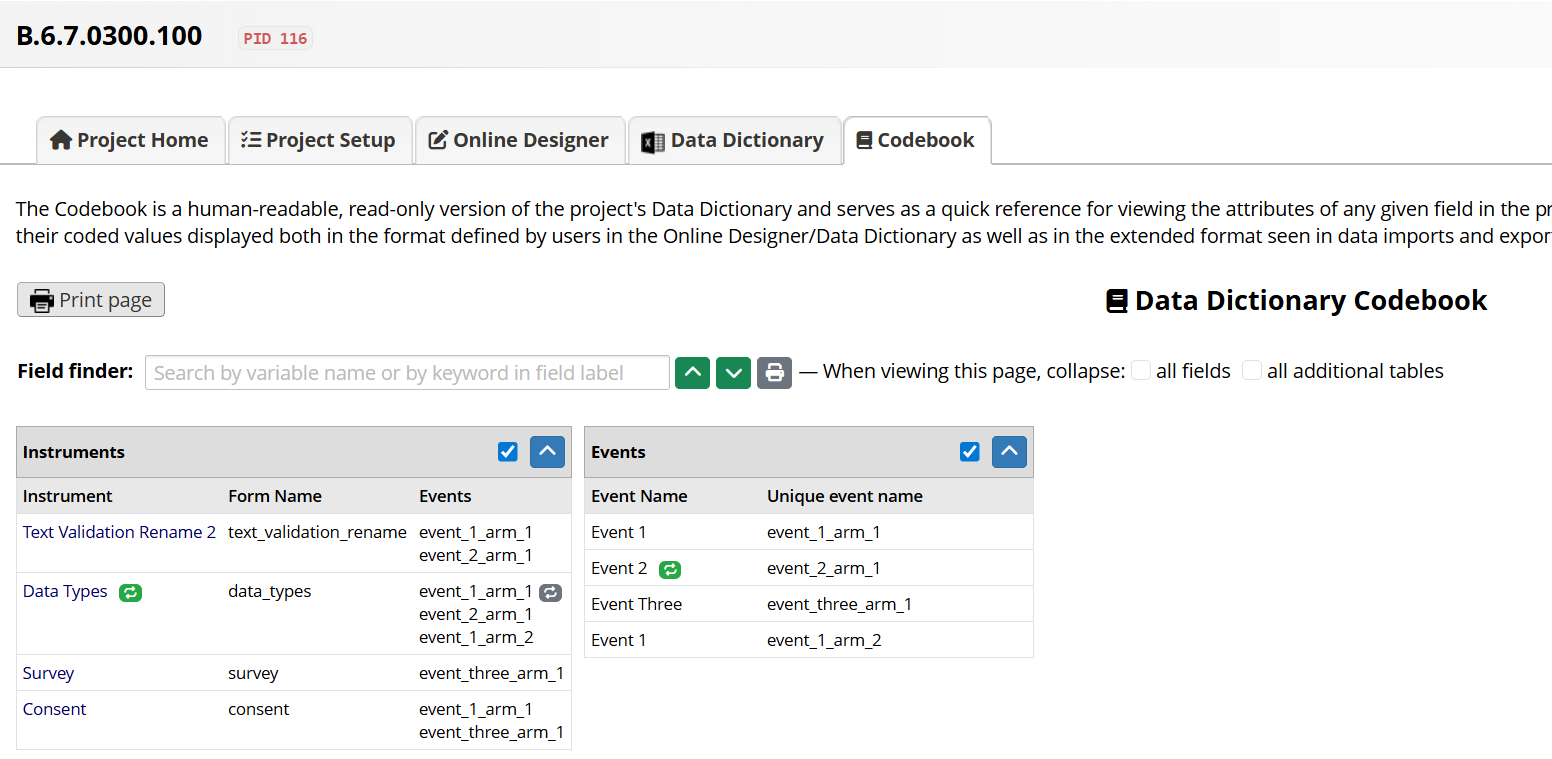 B.6.7.0300.100 PID 116
Project Home Project Setup Online Designer Data Dictionary Codebook
The Codebook is a human-readable, read-only version of the project's Data Dictionary and serves as a quick reference for viewing the attributes of any given field in the pr
their coded values displayed both in the format defined by users in the Online Designer/Data Dictionary as well as in the extended format seen in data imports and expor
Print page Data Dictionary Codebook
Field finder: Search by variable name or by keyword in field label — When viewing this page, collapse: all fields all additional tables
Instruments
Instrument Form Name Events
Text Validation Rename 2 text_validation_rename event_1_arm_1
event_2_arm_1
Data Types data_types event_1_arm_1
event_2_arm_1
event_1_arm_2
Survey survey event_three_arm_1
Consent consent event_1_arm_1
event_three_arm_1
Events
Event Name Unique event name
Event 1 event_1_arm_1
Event 2 event_2_arm_1
Event Three event_three_arm_1
Event 1 event_1_arm_2